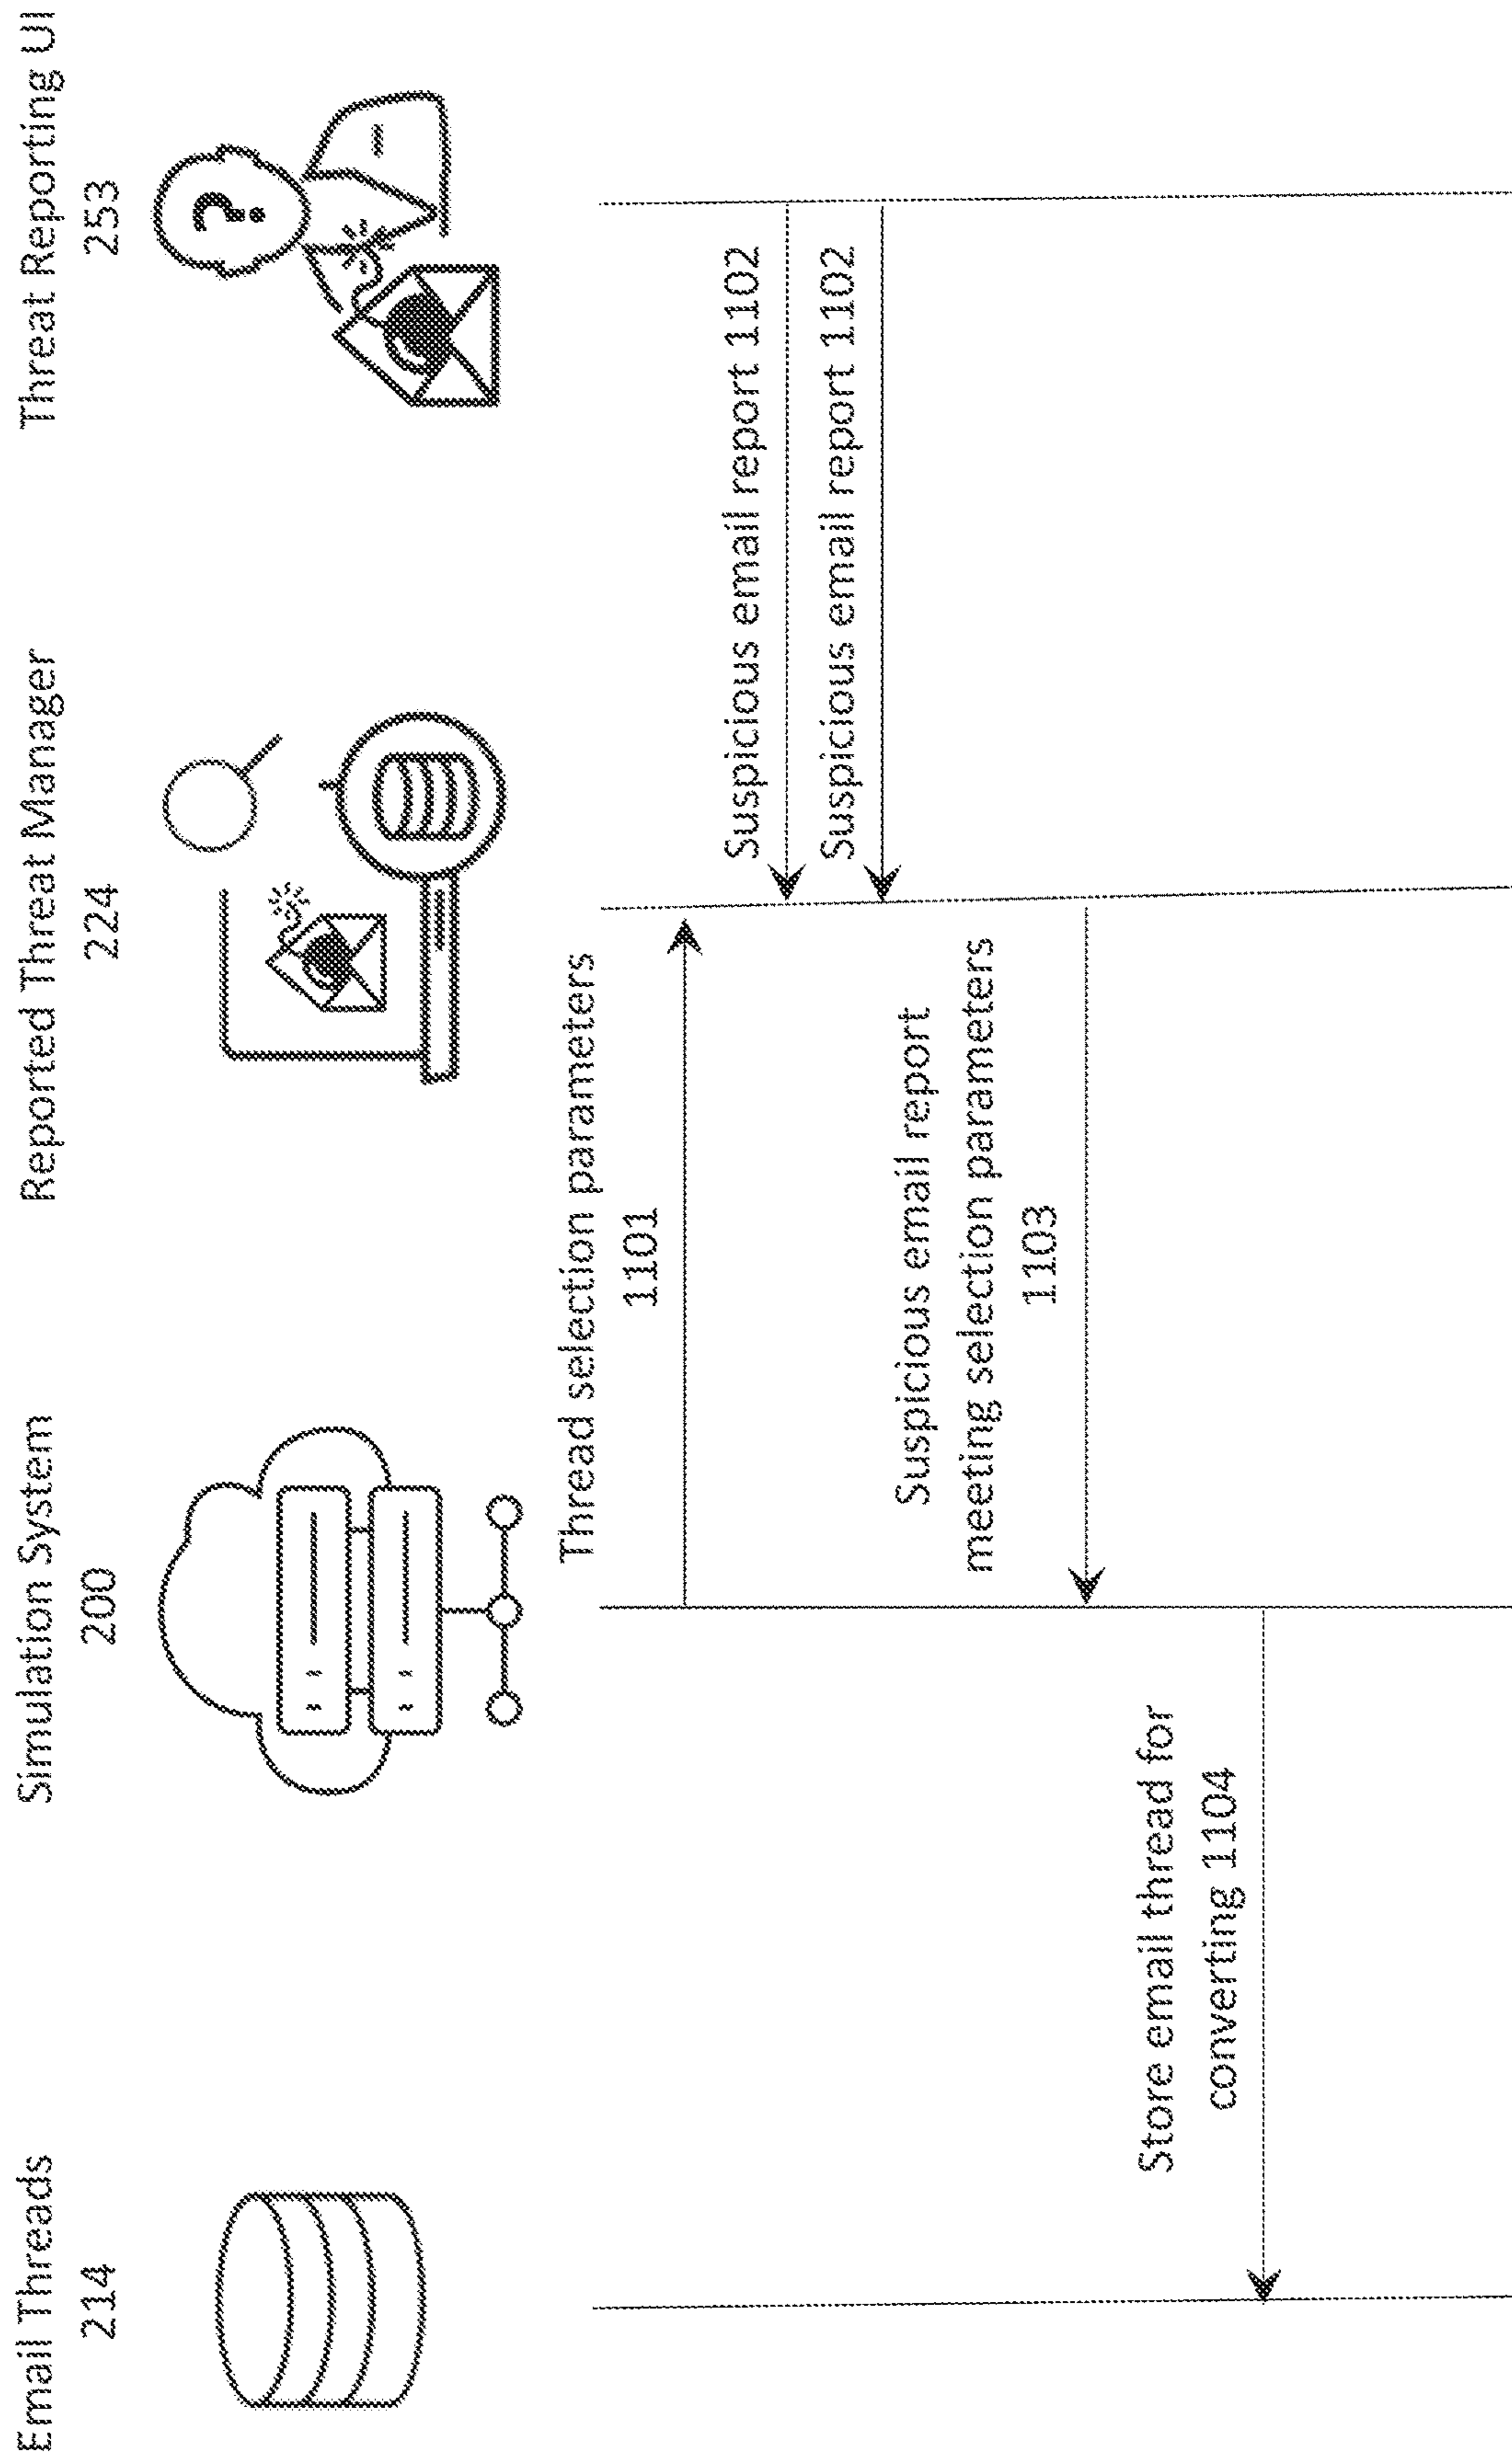 Email Threads
214
Simulation System
200
Reported Threat Manager
224
Threat Reporting UI
253
?
Thread selection parameters
1101
Suspicious email report 1102
Suspicious email report 1102
Suspicious email report
meeting selection parameters
1103
Store email thread for
converting 1104